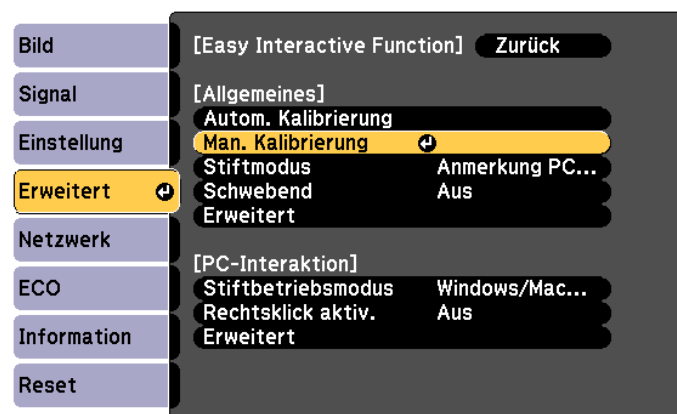 Bild
Signal
Einstellung
Erweitert
Netzwerk
ECO
Information
Reset
[Easy Interactive Function] Zurück
[Allgemeines]
Autom. Kalibrierung
Man. Kalibrierung
Stiftmodus Anmerkung PC...
Schwebend Aus
Erweitert
[PC-Interaktion]
Stiftbetriebsmodus Windows/Mac...
Rechtsklick aktiv. Aus
Erweitert